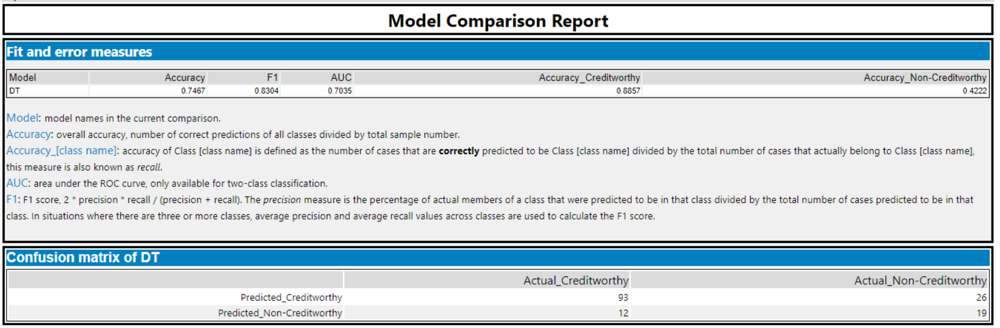 Model Comparison Report
Fit and error measures
Model Accuracy F1 AUC Accuracy_Creditworthy Accuracy_Non-Creditworthy
DT 0.7467 0.8304 0.7035 0.8857 0.4222
Model: model names in the current comparison.
Accuracy: overall accuracy, number of correct predictions of all classes divided by total sample number.
Accuracy_[class name]: accuracy of Class [class name] is defined as the number of cases that are correctly predicted to be Class [class name] divided by the total number of cases that actually belong to Class [class name],
this measure is also known as recall.
AUC: area under the ROC curve, only available for two-class classification.
F1: F1 score, 2 * precision * recall / (precision + recall). The precision measure is the percentage of actual members of a class that were predicted to be in that class divided by the total number of cases predicted to be in that
class. In situations where there are three or more classes, average precision and average recall values across classes are used to calculate the F1 score.
Confusion matrix of DT
Actual_Creditworthy Actual_Non-Creditworthy
Predicted_Creditworthy 93 26
Predicted_Non-Creditworthy 12 19